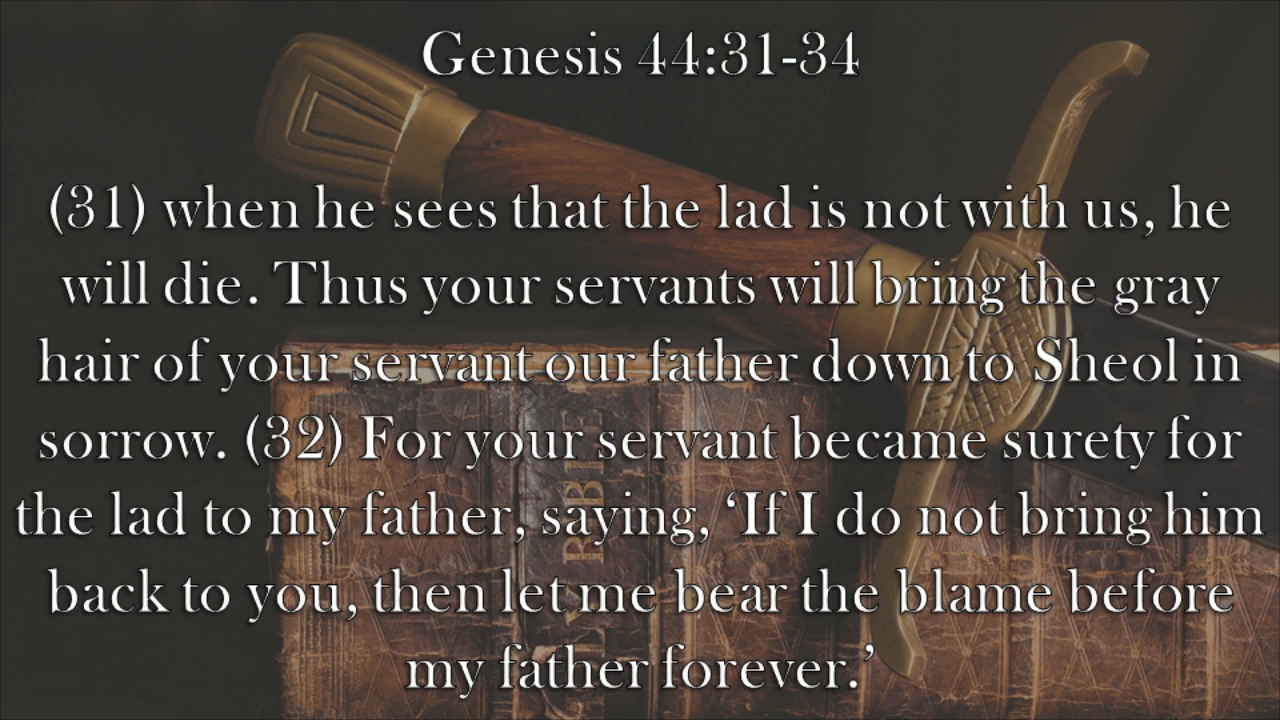 Genesis 44:31-34
(31) when he sees that the lad is not with us, he
will die. Thus your servants will bring the gray
hair of your servant our father down to Sheol in
sorrow. (32) For your servant became surety for
the lad to my father, saying, ‘If I do not bring him
back to you, then let me bear the blame before
my father forever.’